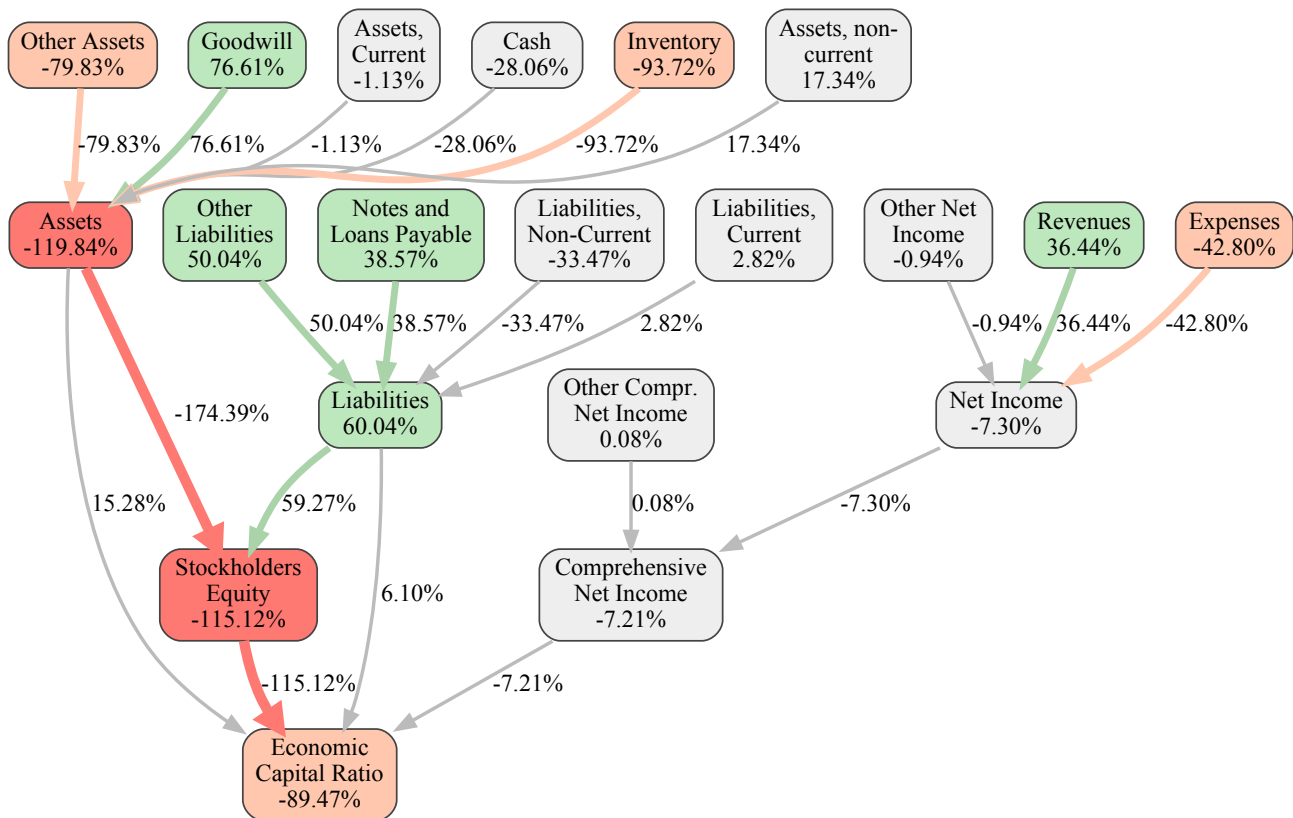 Other Assets
-79.83%
Goodwill
76.61%
Assets,
Current
-1.13%
Cash
-28.06%
Inventory
-93.72%
Assets, non-
current
17.34%
-79.83%
76.61%
-1.13%
-28.06%
-93.72%
17.34%
Assets
-119.84%
Other
Liabilities
50.04%
Notes and
Loans Payable
38.57%
Liabilities,
Non-Current
-33.47%
Liabilities,
Current
2.82%
Other Net
Income
-0.94%
Revenues
36.44%
Expenses
-42.80%
50.04%
38.57%
-33.47%
2.82%
-0.94%
36.44%
-42.80%
-174.39%
Liabilities
60.04%
Other Compr.
Net Income
0.08%
Net Income
-7.30%
15.28%
59.27%
0.08%
-7.30%
Stockholders
Equity
-115.12%
6.10%
Comprehensive
Net Income
-7.21%
-115.12%
-7.21%
Economic
Capital Ratio
-89.47%